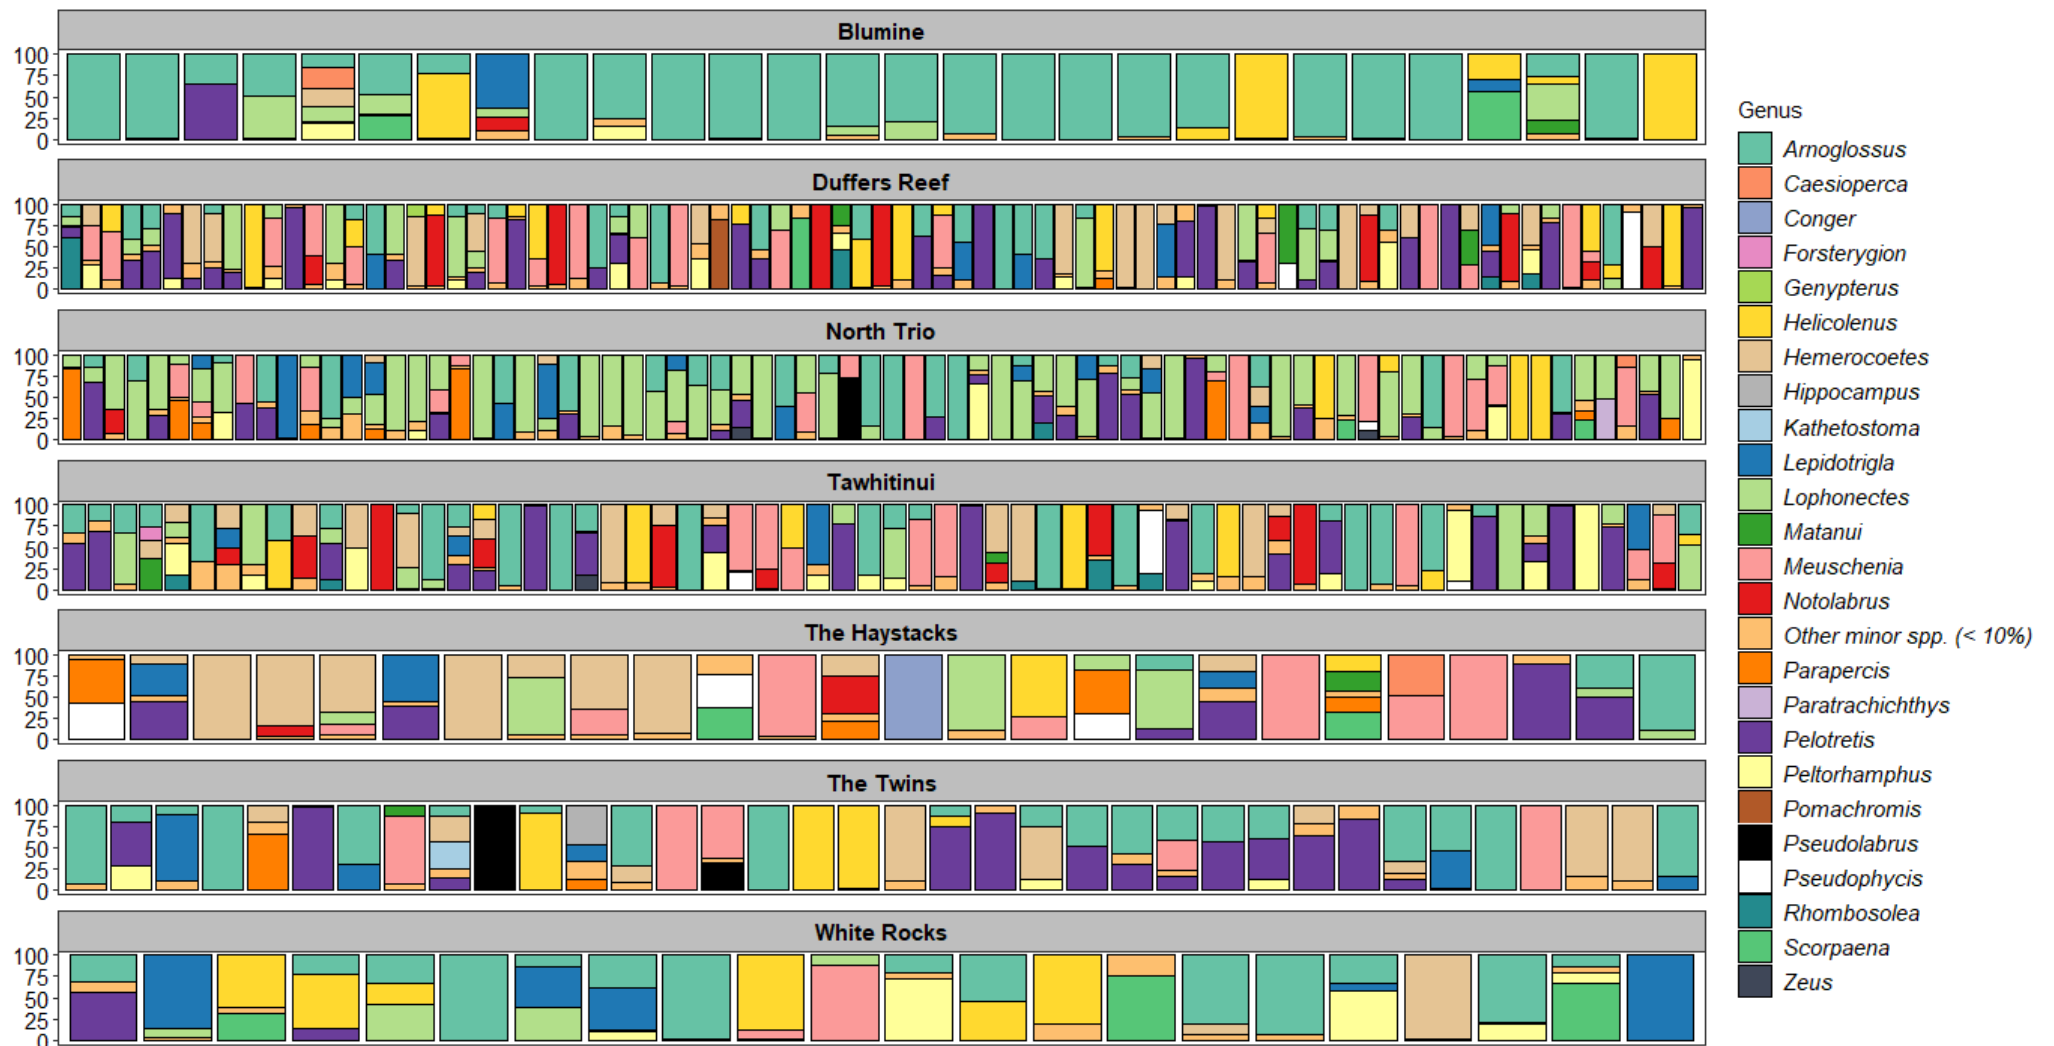 Blumine
100
75
50
25
0
Duffers Reef
100
75
50
25
0
North Trio
100
75
50
25
0
Tawhitinui
100
75
50
25
0
The Haystacks
100
75
50
25
0
The Twins
100
75
50
25
0
White Rocks
100
75
50
25
0
Genus
Arnoglossus
Caesioperca
Conger
Forsterygion
Genypterus
Helicolenus
Hemerocoetes
Hippocampus
Kathetostoma
Lepidotrigla
Lophonectes
Matanui
Meuschenia
Notolabrus
Other minor spp. (< 10%)
Parapercis
Paratrachichthys
Pelotretis
Peltorhamphus
Pomachromis
Pseudolabrus
Pseudophycis
Rhombosolea
Scorpaena
Zeus